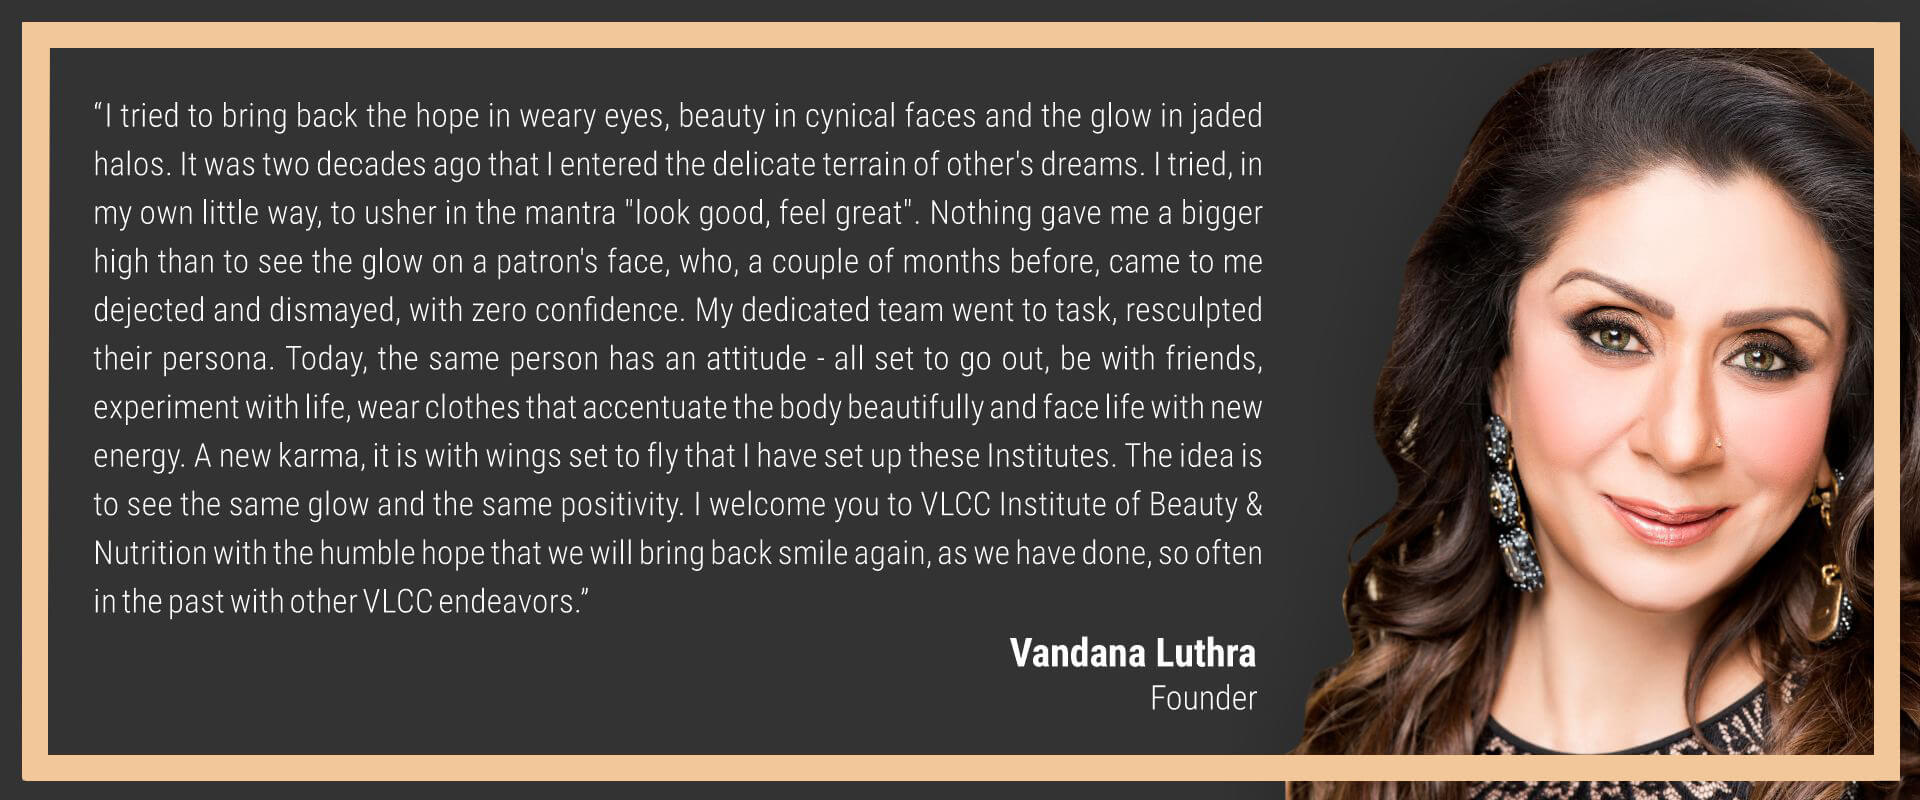 “I tried to bring back the hope in weary eyes, beauty in cynical faces and the glow in jaded
halos. It was two decades ago that I entered the delicate terrain of other's dreams. I tried, in
my own little way, to usher in the mantra "look good, feel great". Nothing gave me a bigger
high than to see the glow on a patron's face, who, a couple of months before, came to me
dejected and dismayed, with zero confidence. My dedicated team went to task, resculpted
their persona. Today, the same person has an attitude - all set to go out, be with friends,
experiment with life, wear clothes that accentuate the body beautifully and face life with new
energy. A new karma, it is with wings set to fly that I have set up these Institutes. The idea is
to see the same glow and the same positivity. I welcome you to VLCC Institute of Beauty &
Nutrition with the humble hope that we will bring back smile again, as we have done, so often
in the past with other VLCC endeavors.”
Vandana Luthra
Founder